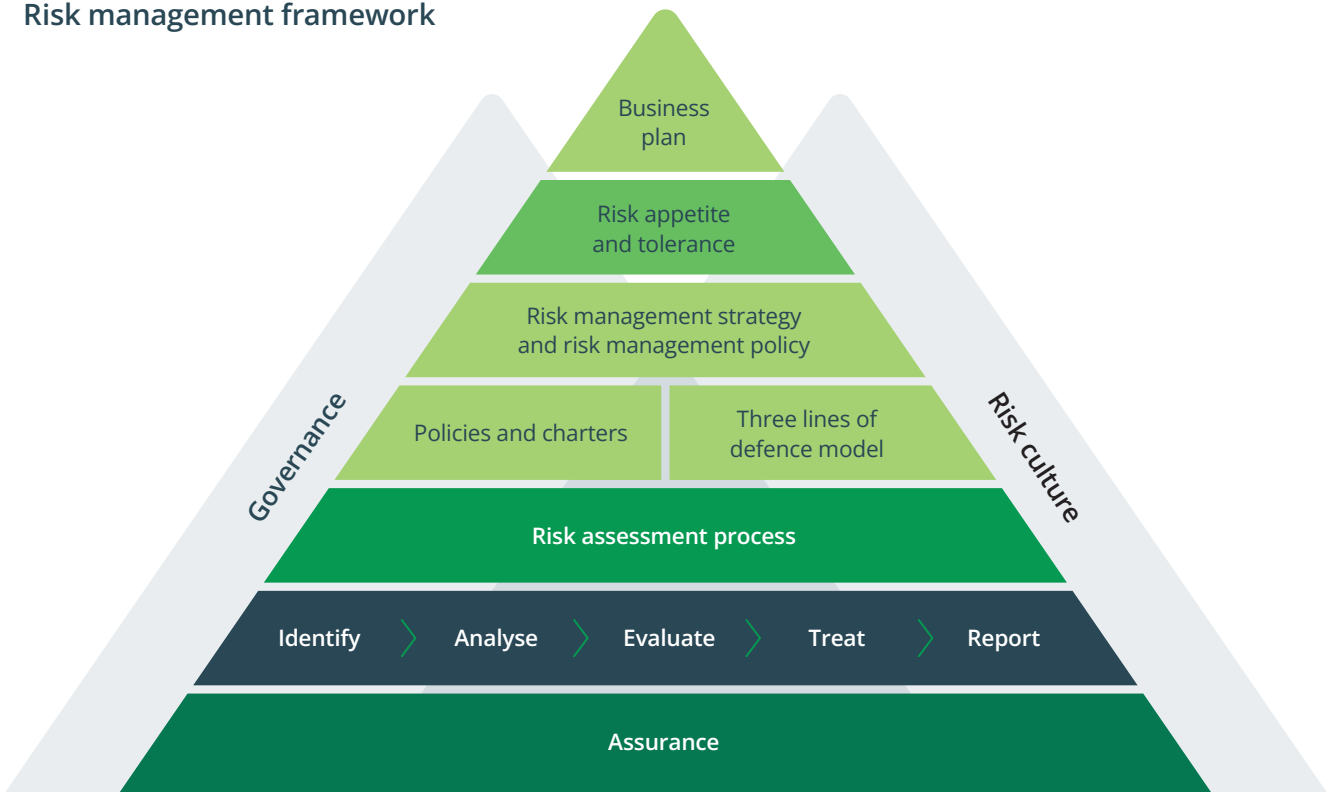 Risk management framework
Business
plan
Risk appetite
and tolerance
Risk management strategy
and risk management policy
Governance
Policies and charters
Three lines of
defence model
Risk culture
Risk assessment process
Identify
Analyse
Evaluate
Treat
Report
Assurance